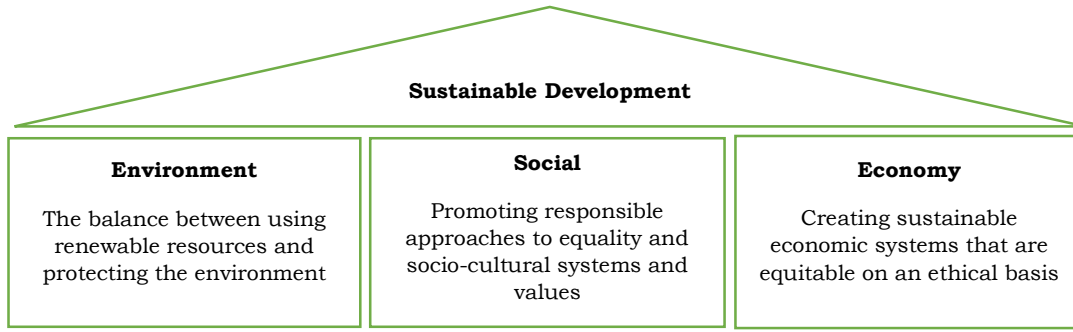 Sustainable Development
Environment
The balance between using
renewable resources and
protecting the environment
Social
Promoting responsible
approaches to equality and
socio-cultural systems and
values
Economy
Creating sustainable
economic systems that are
equitable on an ethical basis